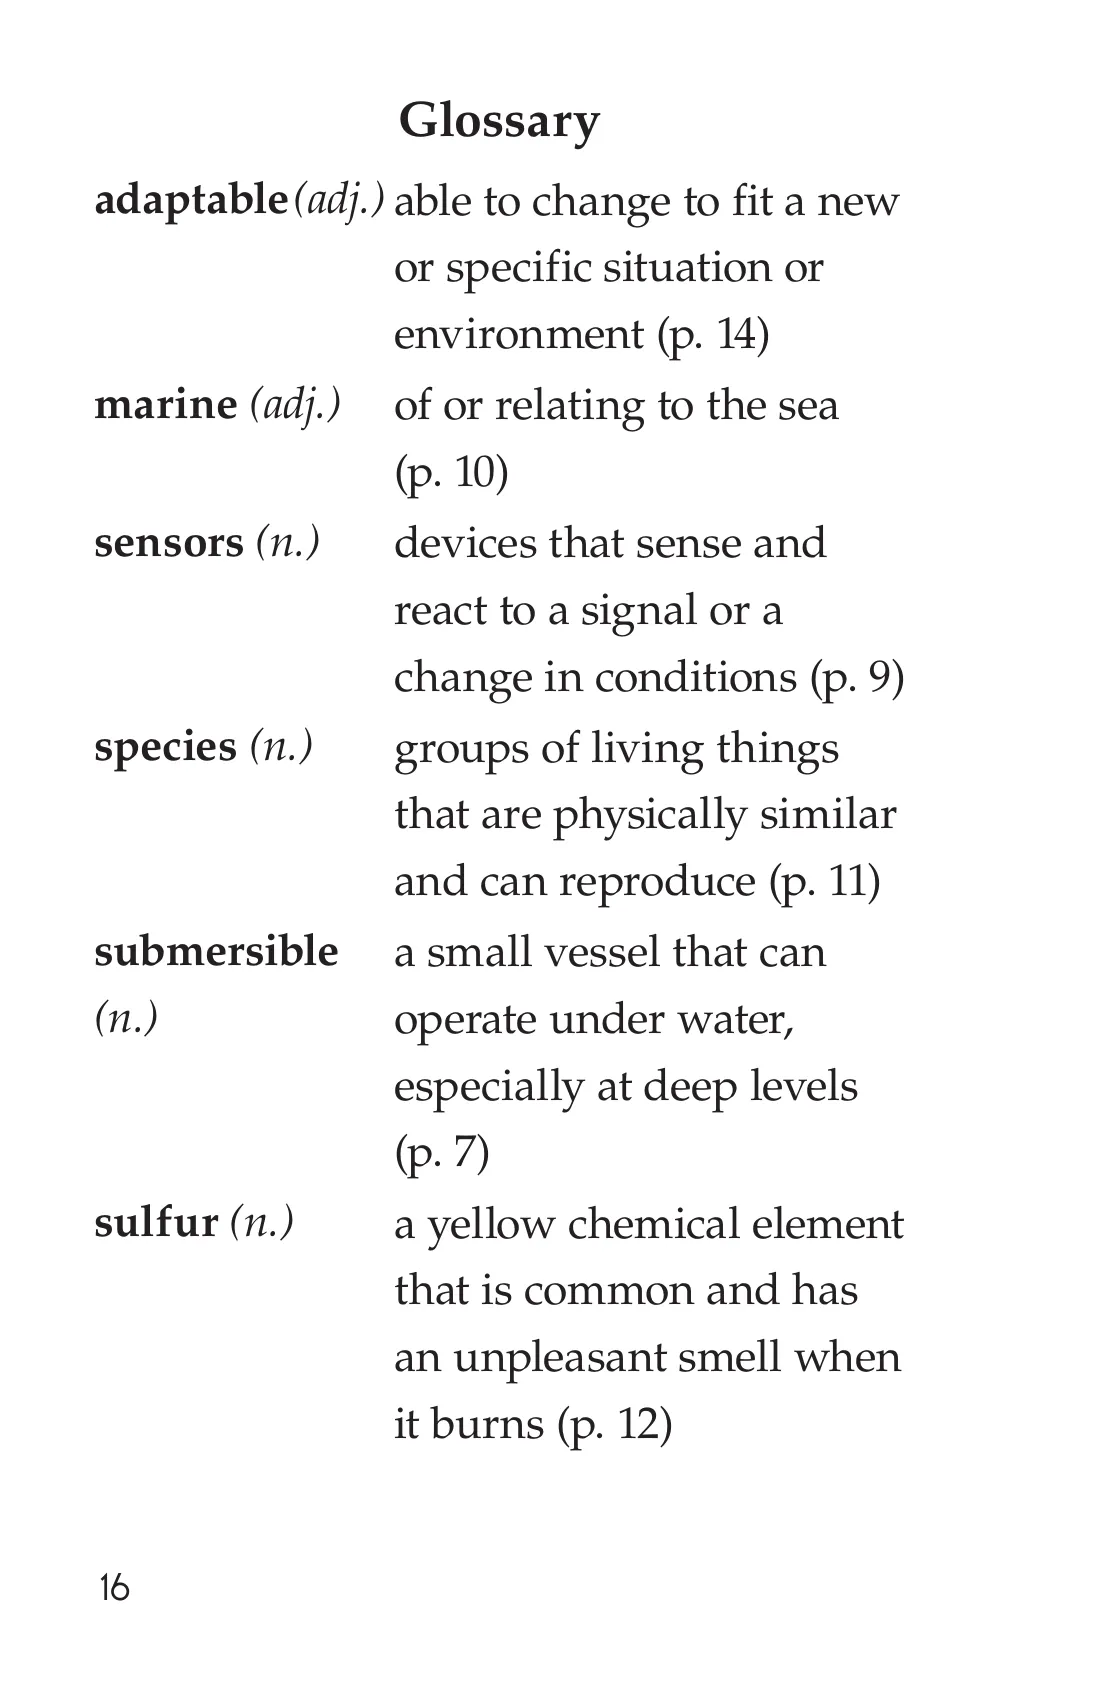 Glossary
adaptable (adj.) able to change to fit a new
or specific situation or
environment (p. 14)
marine (adj.) of or relating to the sea
(p. 10)
sensors (n.) devices that sense and
react to a signal or a
change in conditions (p. 9)
species (n.) groups of living things
that are physically similar
and can reproduce (p. 11)
submersible a small vessel that can
(n.) operate under water,
especially at deep levels
(p. 7)
sulfur (n.) a yellow chemical element
that is common and has
an unpleasant smell when
it burns (p. 12)
16